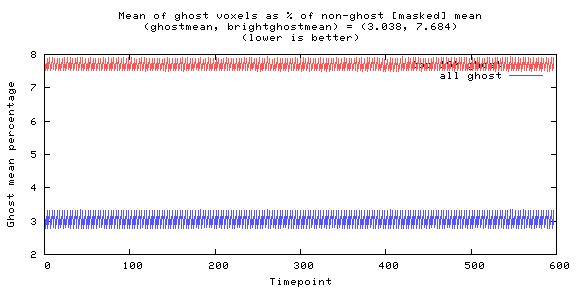 Mean of ghost voxels as % of non-ghost [masked] mean
(ghostmean, brightghostmean) = (3.038, 7.684)
(lower is better)
8
7
6
5
4
3
2
Ghost mean percentage
ghost
all ghost
0 100 200 300 400 500 600
Timepoint